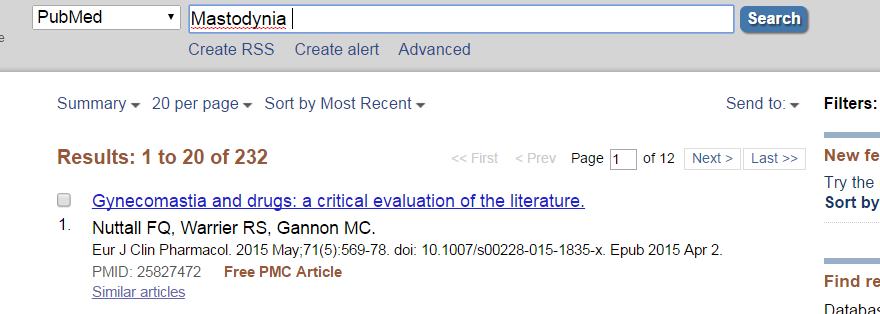 PubMed Mastodynia Search
Create RSS Create alert Advanced
Summary 20 per page Sort by Most Recent Send to: Filters:
Results: 1 to 20 of 232 << First < Prev Page 1 of 12 Next > Last >>
New fe
Try the
Sort by
Gynecomastia and drugs: a critical evaluation of the literature.
1. Nuttall FQ, Warrier RS, Gannon MC.
Eur J Clin Pharmacol. 2015 May;71(5):569-78. doi: 10.1007/s00228-015-1835-x. Epub 2015 Apr 2.
PMID: 25827472 Free PMC Article
Similar articles
Find re
Databas